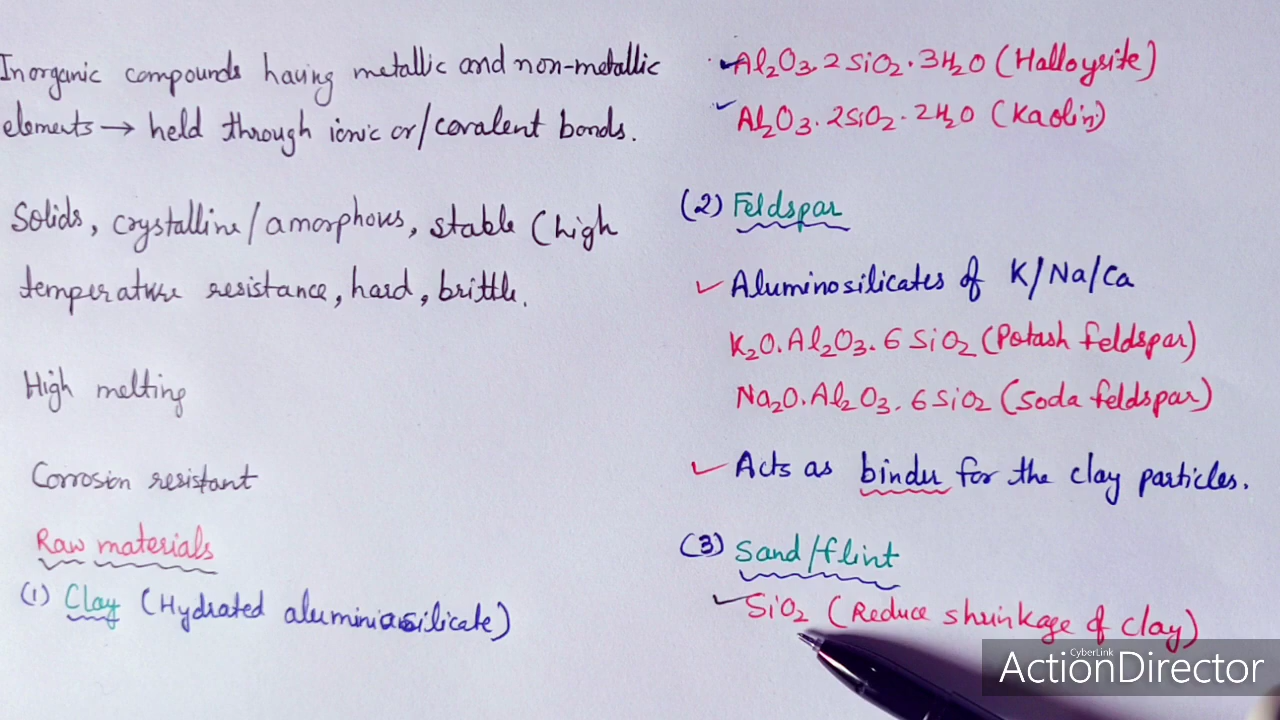 Inorganic compounds having metallic and non-metallic
elements → held through ionic or/covalent bonds.
Solids, crystalline/amorphous, stable (high
temperature resistance, hard, brittle.
High melting
Corrosion resistant
Raw materials
(1) Clay (Hydrated aluminiasilicate)
Al₂O₃.2SiO₂.3H₂O (Halloysite)
Al₂O₃.2SiO₂.2H₂O (Kaolin)
(2) Feldspar
Aluminosilicates of K/Na/Ca
K₂O.Al₂O₃.6SiO₂ (Potash feldspar)
Na₂O.Al₂O₃.6SiO₂ (Soda feldspar)
Acts as binder for the clay particles.
(3) Sand/flint
SiO₂ (Reduce shrinkage of clay)
CyberLink
ActionDirector